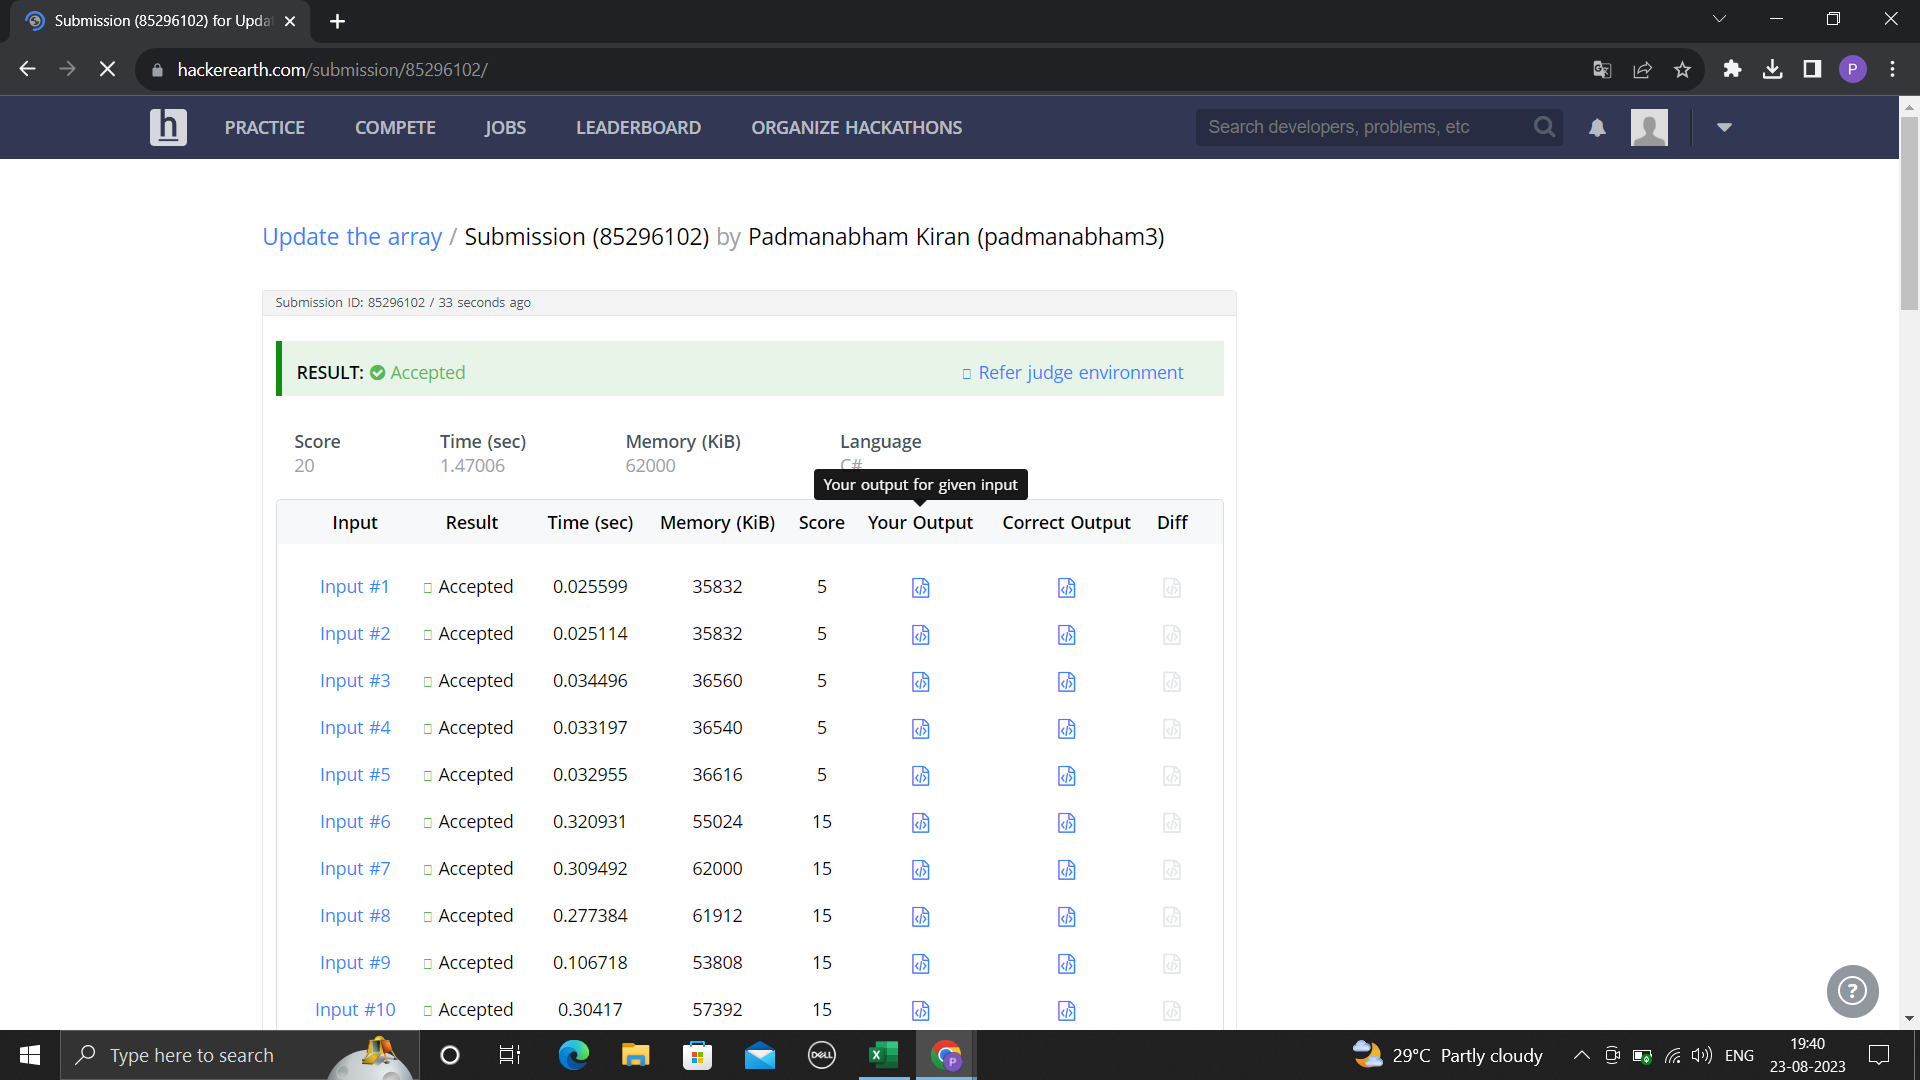 Submission (85296102) for Upda
hackerearth.com/submission/85296102/
P
h PRACTICE COMPETE JOBS LEADERBOARD ORGANIZE HACKATHONS Search developers, problems, etc
Update the array / Submission (85296102) by Padmanabham Kiran (padmanabham3)
Submission ID: 85296102 / 33 seconds ago
RESULT: Accepted Refer judge environment
Score Time (sec) Memory (KiB) Language
20 1.47006 62000 C#
Your output for given input
Input Result Time (sec) Memory (KiB) Score Your Output Correct Output Diff
Input #1 Accepted 0.025599 35832 5
Input #2 Accepted 0.025114 35832 5
Input #3 Accepted 0.034496 36560 5
Input #4 Accepted 0.033197 36540 5
Input #5 Accepted 0.032955 36616 5
Input #6 Accepted 0.320931 55024 15
Input #7 Accepted 0.309492 62000 15
Input #8 Accepted 0.277384 61912 15
Input #9 Accepted 0.106718 53808 15
Input #10 Accepted 0.30417 57392 15
?
Type here to search
DELL
P
29°C Partly cloudy
ENG
19:40
23-08-2023